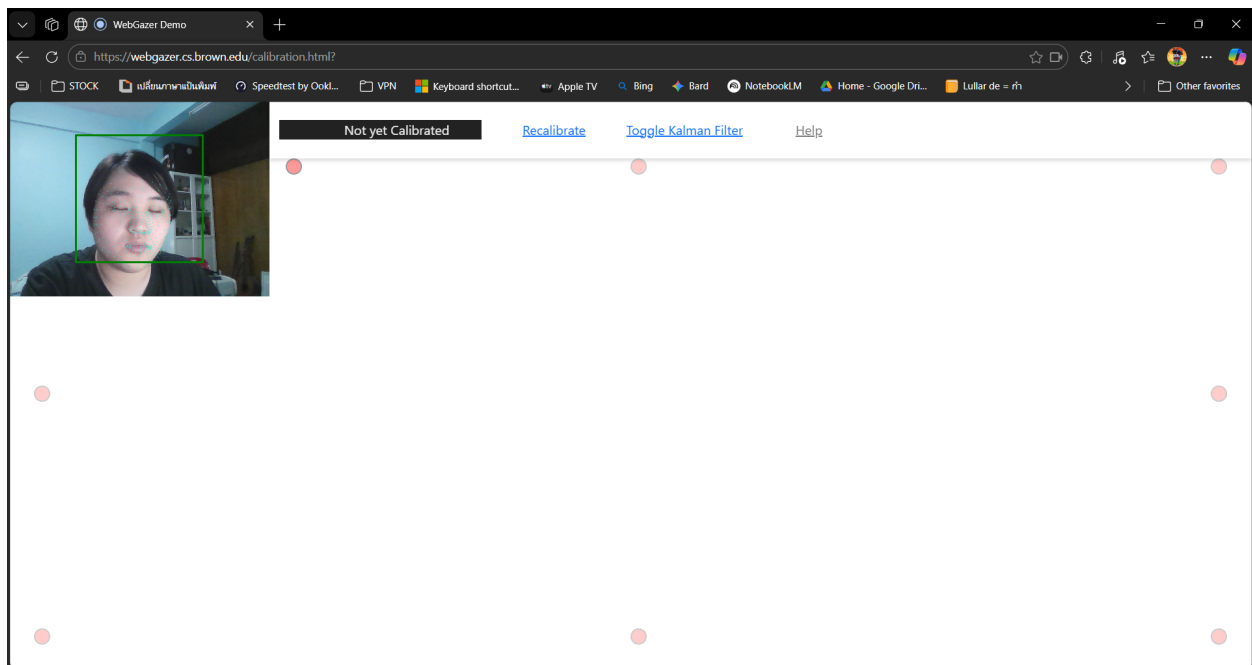 WebGazer Demo
https://webgazer.cs.brown.edu/calibration.html?
STOCK เปลี่ยนภาษาแป้นพิมพ์ Speedtest by Ookl... VPN Keyboard shortcut... Apple TV Bing Bard NotebookLM Home - Google Dri... Lullar de = ทำ Other favorites
Not yet Calibrated Recalibrate Toggle Kalman Filter Help